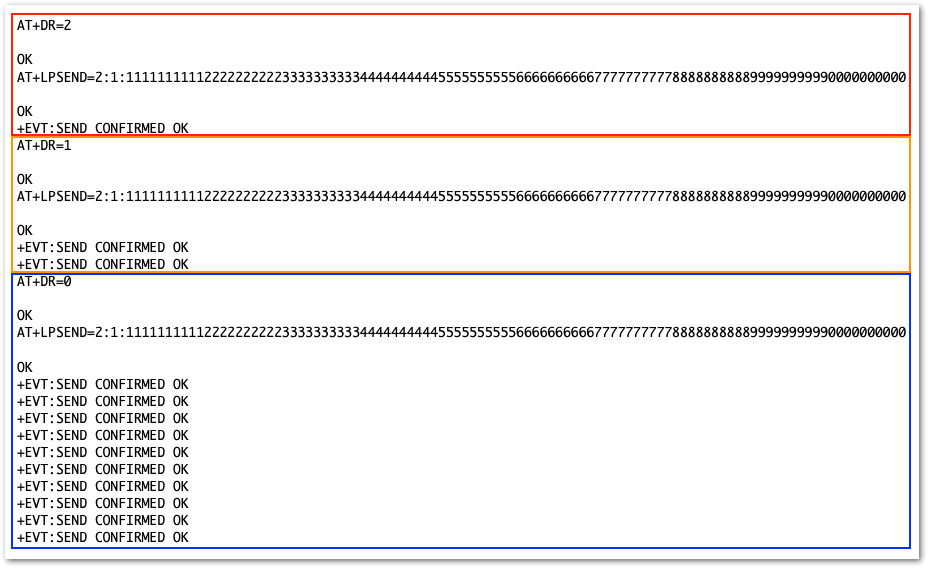 AT+DR=2
OK
AT+LPSEND=2:1:1111111111222222222233333333334444444444555555555566666666667777777777888888888899999999990000000000
OK
+EVT:SEND CONFIRMED OK
AT+DR=1
OK
AT+LPSEND=2:1:1111111111222222222233333333334444444444555555555566666666667777777777888888888899999999990000000000
OK
+EVT:SEND CONFIRMED OK
+EVT:SEND CONFIRMED OK
AT+DR=0
OK
AT+LPSEND=2:1:1111111111222222222233333333334444444444555555555566666666667777777777888888888899999999990000000000
OK
+EVT:SEND CONFIRMED OK
+EVT:SEND CONFIRMED OK
+EVT:SEND CONFIRMED OK
+EVT:SEND CONFIRMED OK
+EVT:SEND CONFIRMED OK
+EVT:SEND CONFIRMED OK
+EVT:SEND CONFIRMED OK
+EVT:SEND CONFIRMED OK
+EVT:SEND CONFIRMED OK
+EVT:SEND CONFIRMED OK